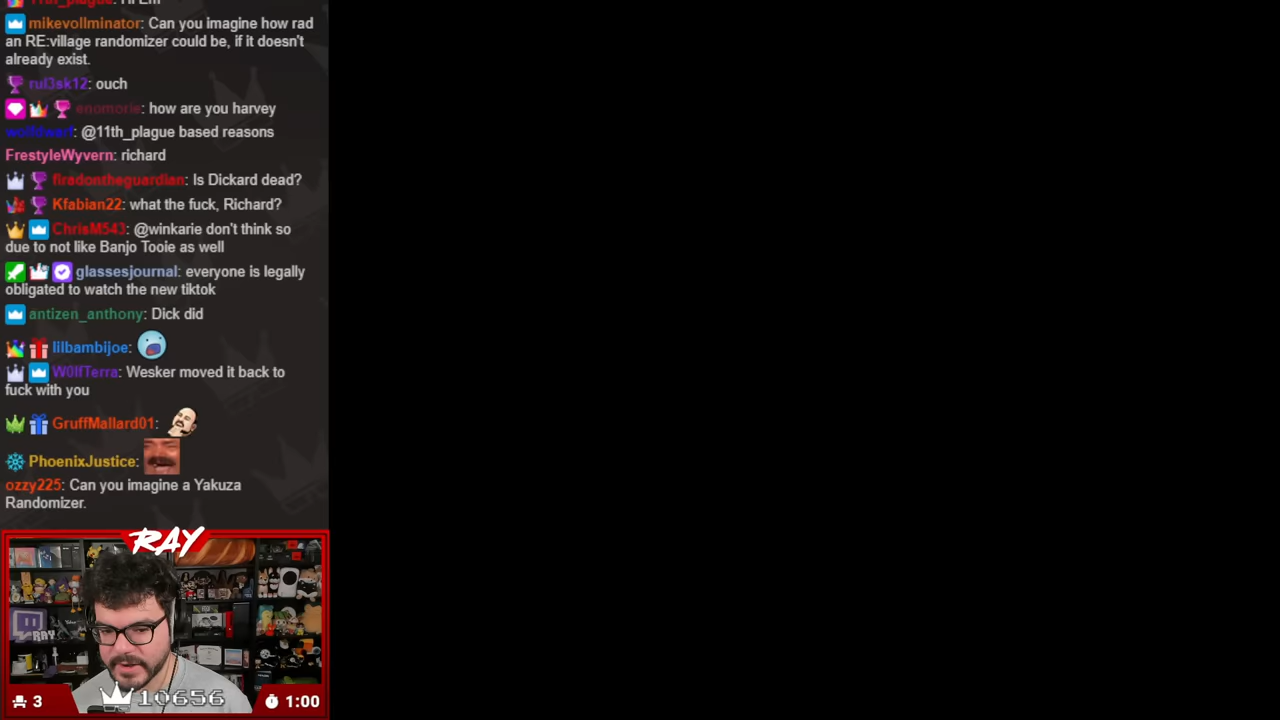 mikevollminator: Can you imagine how rad
an RE:village randomizer could be, if it doesn't
already exist.
rul3sk12: ouch
enomorie: how are you harvey
wolfdwarf: @11th_plague based reasons
FrestyleWyvern: richard
firadontheguardian: Is Dickard dead?
Kfabian22: what the fuck, Richard?
ChrisM543: @winkarie don't think so
due to not like Banjo Tooie as well
glassesjournal: everyone is legally
obligated to watch the new tiktok
antizen_anthony: Dick did
lilbambijoe:
W0lfTerra: Wesker moved it back to
fuck with you
GruffMallard01:
PhoenixJustice:
ozzy225: Can you imagine a Yakuza
Randomizer.
RAY
RAY
3
10656
1:00